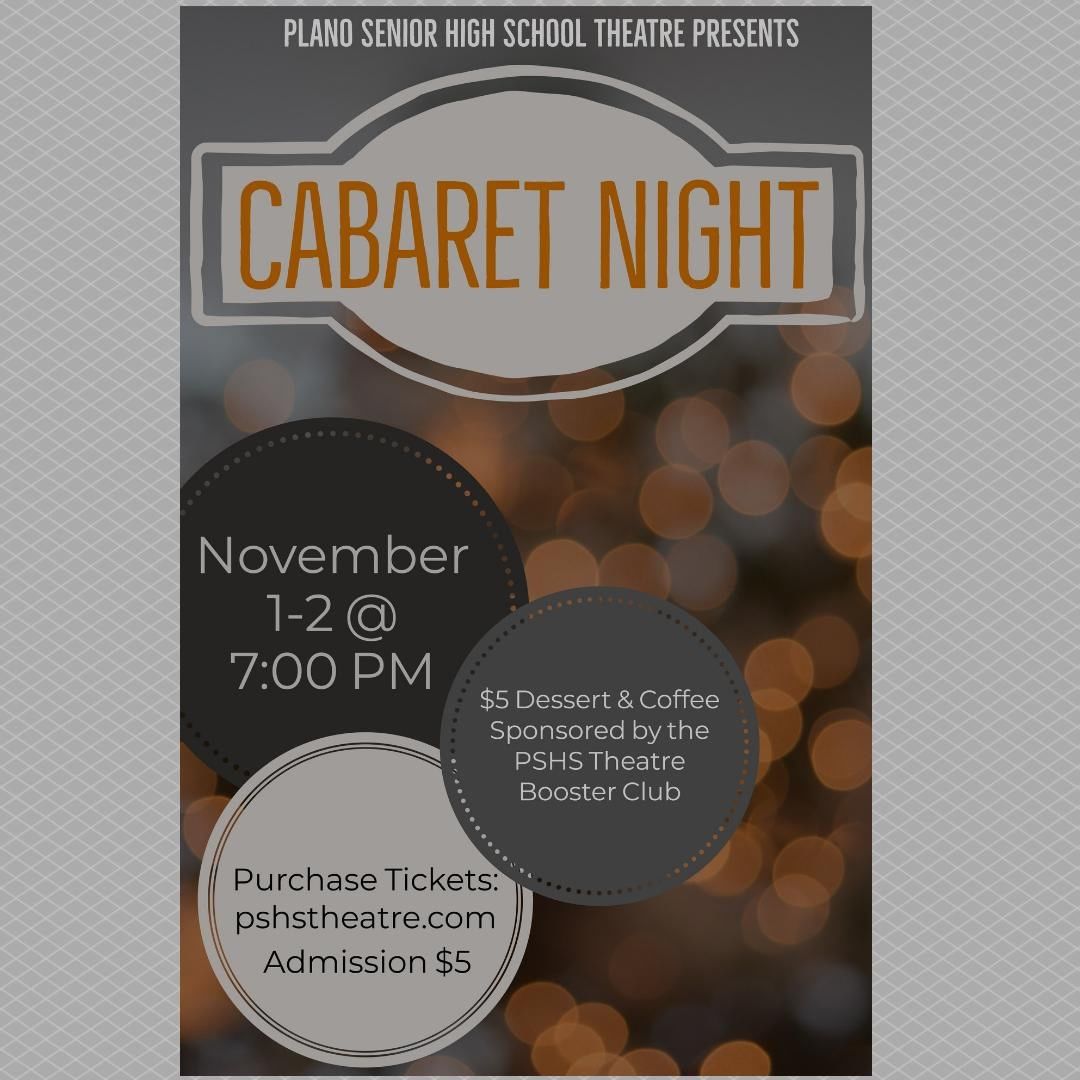 PLANO SENIOR HIGH SCHOOL THEATRE PRESENTS
CABARET NIGHT
November
1-2 @
7:00 PM
$5 Dessert & Coffee
Sponsored by the
PSHS Theatre
Booster Club
Purchase Tickets:
pshstheatre.com
Admission $5